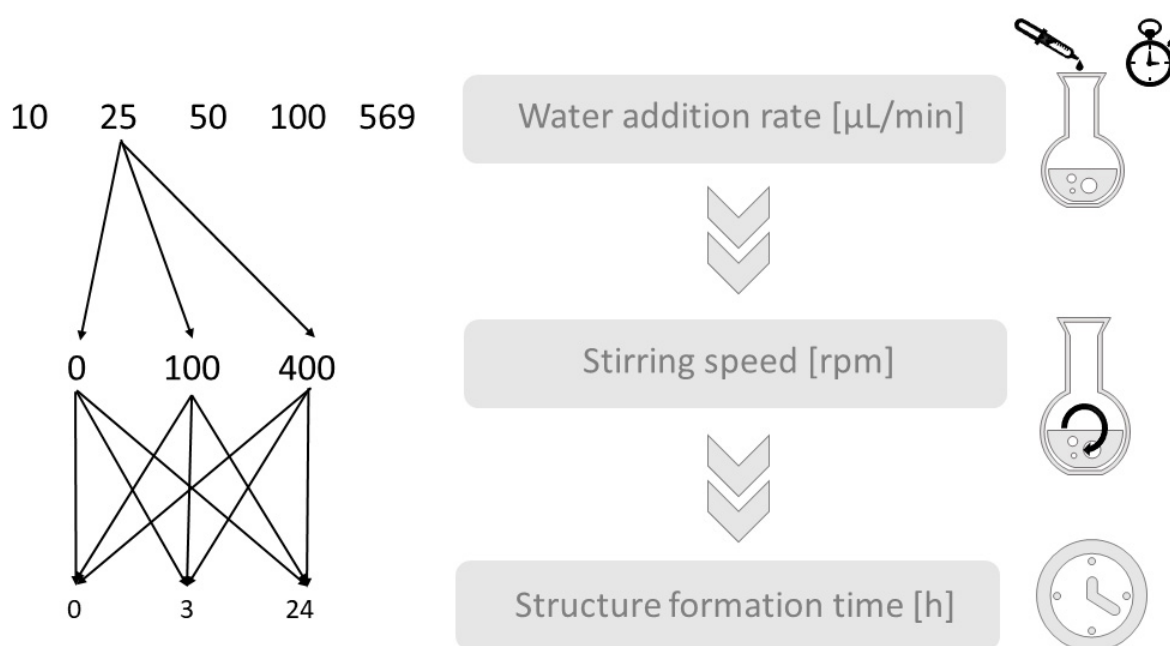 10 25 50 100 569
Water addition rate [µL/min]
0 100 400
Stirring speed [rpm]
0 3 24
Structure formation time [h]